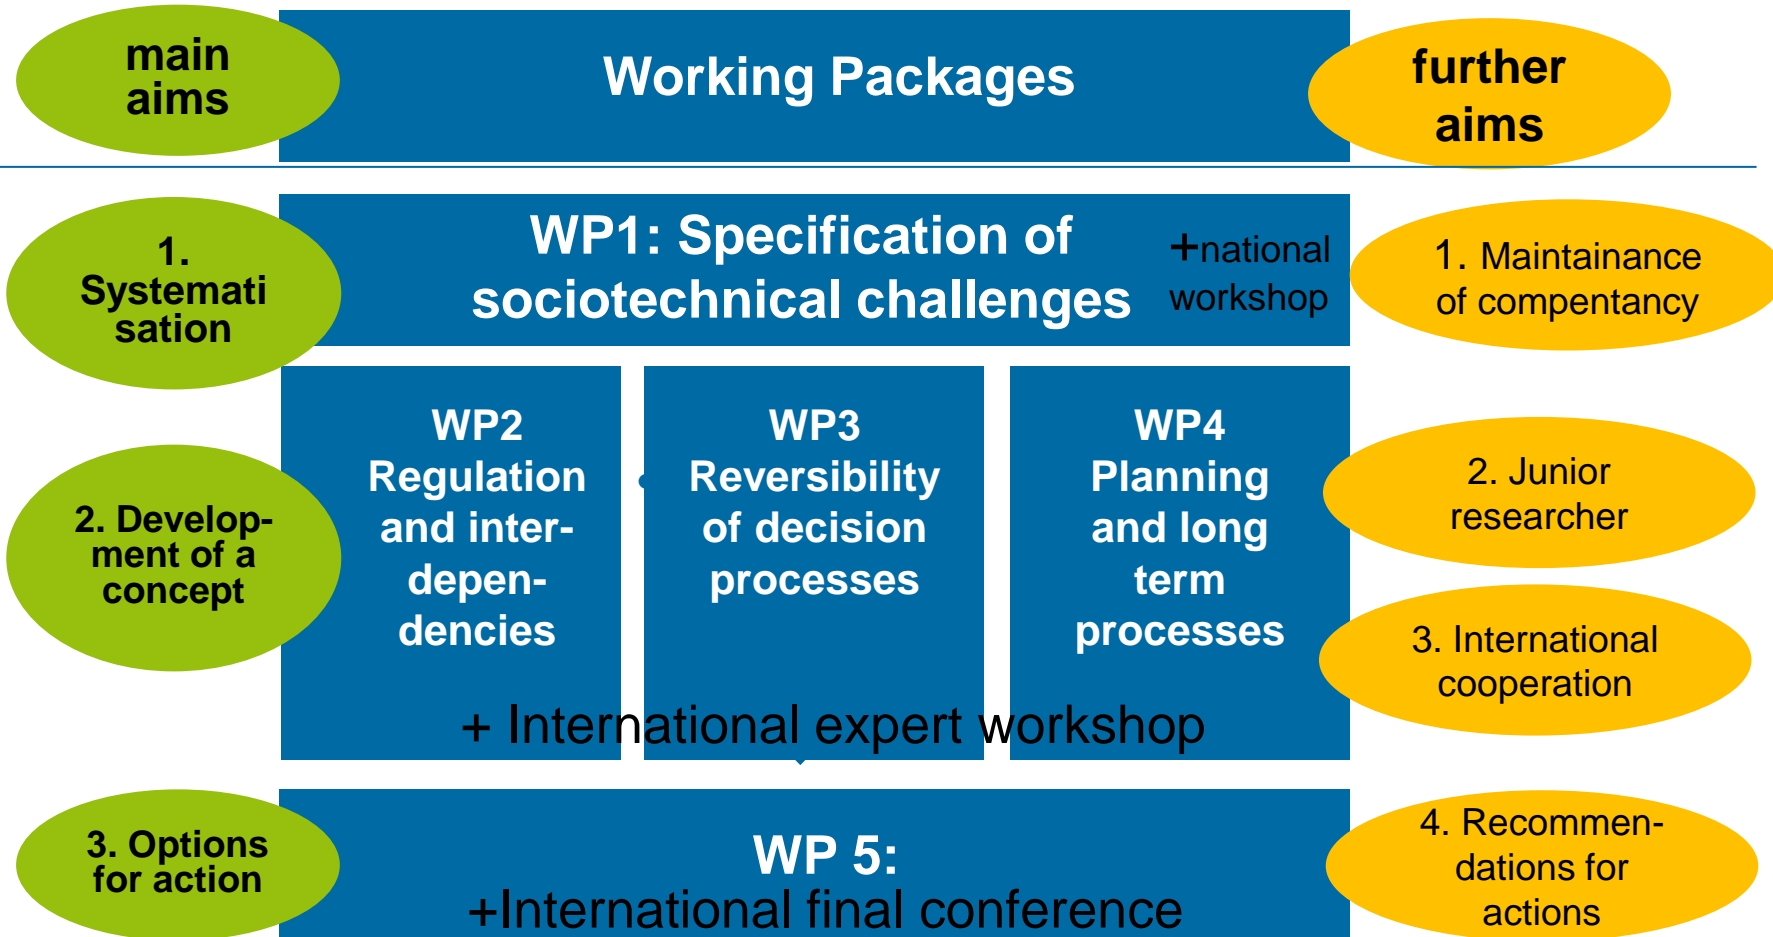 main
aims
Working Packages
further
aims
1.
Systemati
sation
WP1: Specification of
sociotechnical challenges
+national
workshop
1. Maintainance
of compentancy
2. Develop-
ment of a
concept
WP2
Regulation
and inter-
depen-
dencies
WP3
Reversibility
of decision
processes
WP4
Planning
and long
term
processes
+ International expert workshop
2. Junior
researcher
3. International
cooperation
3. Options
for action
WP 5:
+International final conference
4. Recommen-
dations for
actions